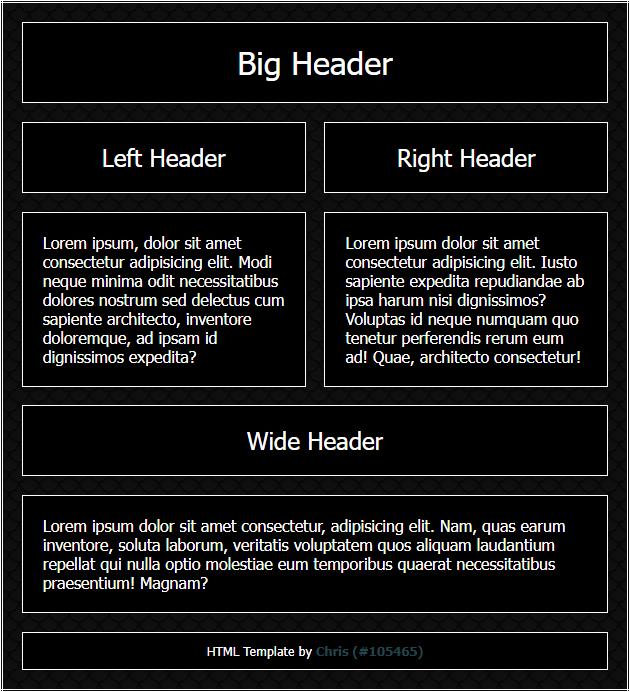 Big Header
Left Header
Right Header
Lorem ipsum, dolor sit amet
consectetur adipisicing elit. Modi
neque minima odit necessitatibus
dolores nostrum sed delectus cum
sapiente architecto, inventore
doloremque, ad ipsam id
dignissimos expedita?
Lorem ipsum dolor sit amet
consectetur adipisicing elit. Iusto
sapiente expedita repudiandae ab
ipsa harum nisi dignissimos?
Voluptas id neque numquam quo
tenetur perferendis rerum eum
ad! Quae, architecto consectetur!
Wide Header
Lorem ipsum dolor sit amet consectetur, adipisicing elit. Nam, quas earum
inventore, soluta laborum, veritatis voluptatem quos aliquam laudantium
repellat qui nulla optio molestiae eum temporibus quaerat necessitatibus
praesentium! Magnam?
HTML Template by Chris (#105465)